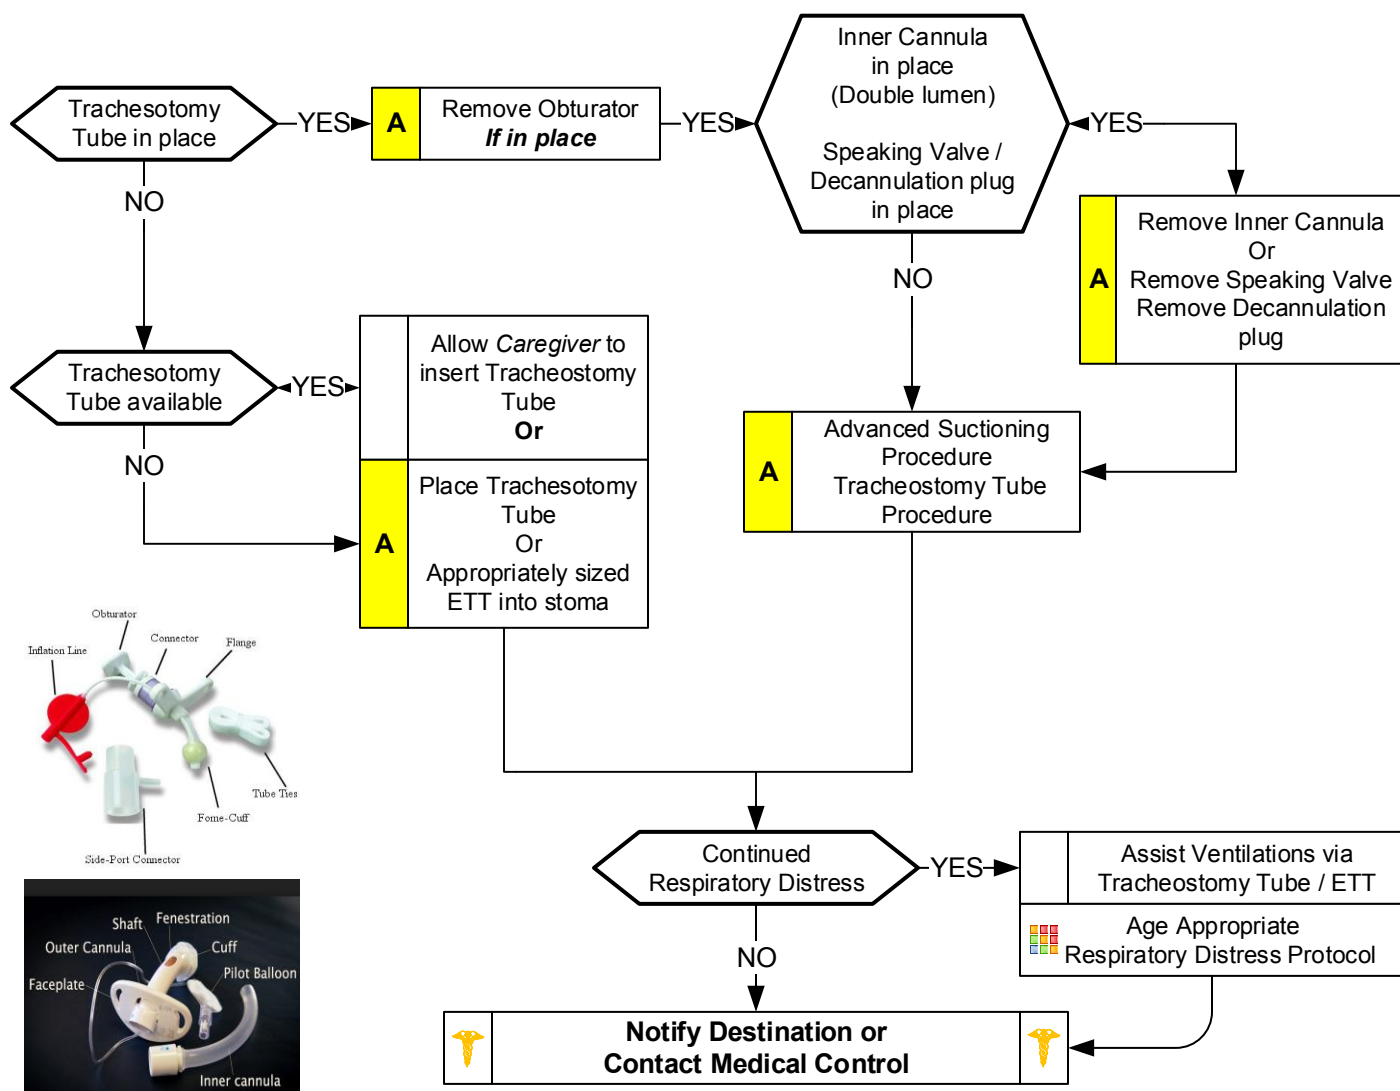 Trachesotomy
Tube in place
YES
A
Remove Obturator
If in place
YES
Inner Cannula
in place
(Double lumen)
Speaking Valve /
Decannulation plug
in place
YES
NO
NO
A
Remove Inner Cannula
Or
Remove Speaking Valve
Remove Decannulation
plug
Trachesotomy
Tube available
YES
Allow Caregiver to
insert Tracheostomy
Tube
Or
NO
A
Place Trachesotomy
Tube
Or
Appropriately sized
ETT into stoma
A
Advanced Suctioning
Procedure
Tracheostomy Tube
Procedure
Obturator
Connector
Flange
Inflation Line
Tube Ties
Fome-Cuff
Side-Port Connector
Continued
Respiratory Distress
YES
Assist Ventilations via
Tracheostomy Tube / ETT
Age Appropriate
Respiratory Distress Protocol
NO
Shaft
Fenestration
Outer Cannula
Cuff
Faceplate
Pilot Balloon
Inner cannula
Notify Destination or
Contact Medical Control